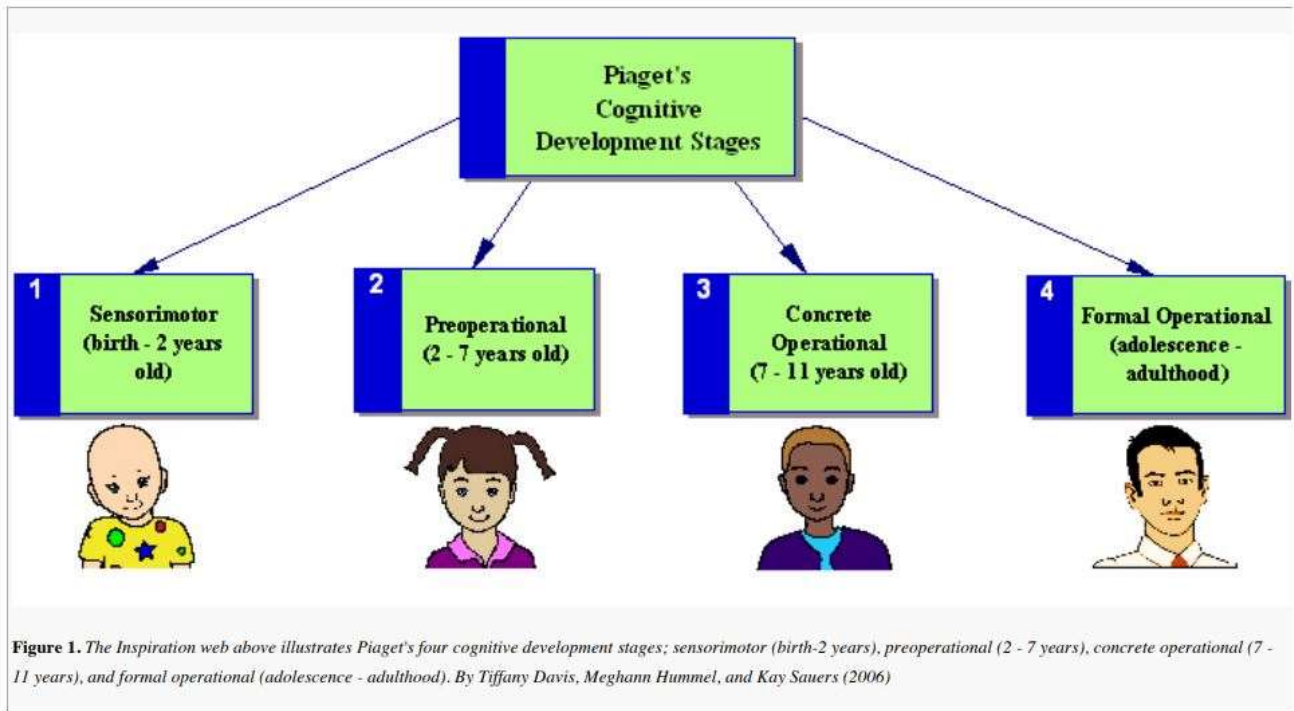 Piaget's
Cognitive
Development Stages
1
Sensorimotor
(birth - 2 years
old)
2
Preoperational
(2 - 7 years old)
3
Concrete
Operational
(7 - 11 years old)
4
Formal Operational
(adolescence -
adulthood)
Figure 1. The Inspiration web above illustrates Piaget's four cognitive development stages; sensorimotor (birth-2 years), preoperational (2 - 7 years), concrete operational (7 -
11 years), and formal operational (adolescence - adulthood). By Tiffany Davis, Meghann Hummel, and Kay Sauers (2006)